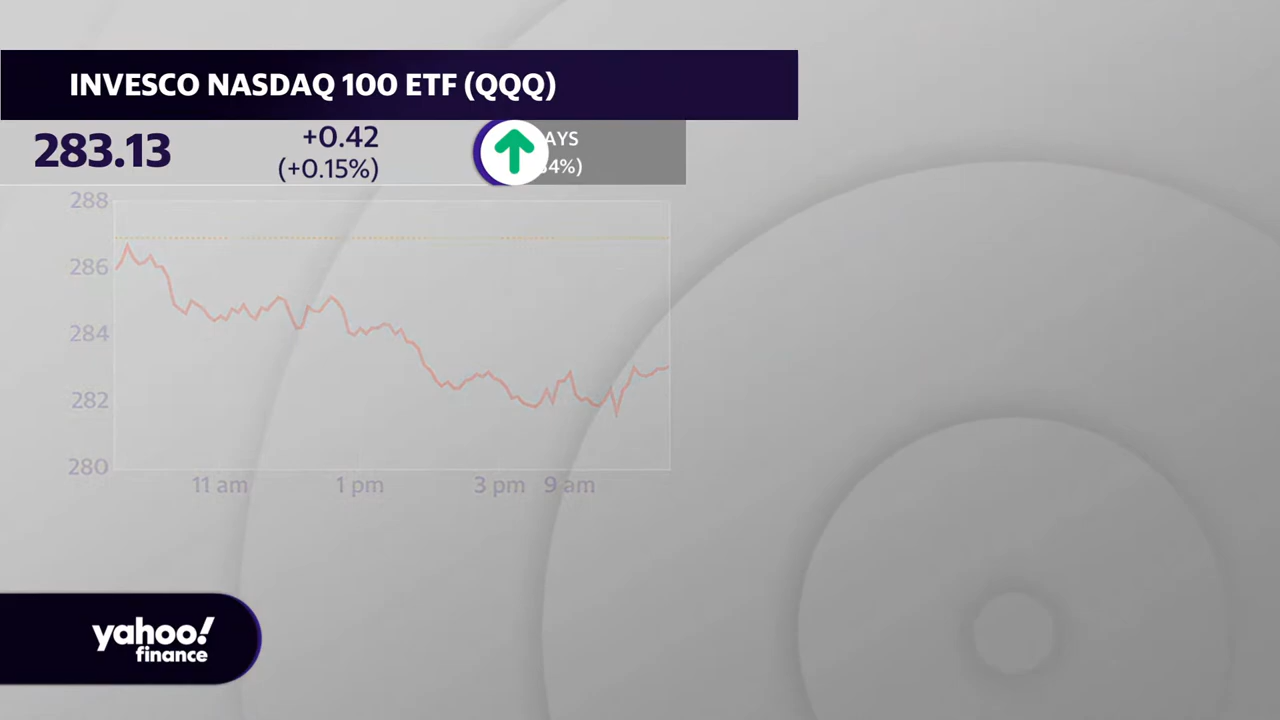 INVESCO NASDAQ 100 ETF (QQQ)
283.13
+0.42
(+0.15%)
288
286
284
282
280
11 am
1 pm
3 pm
9 am
yahoo!
finance